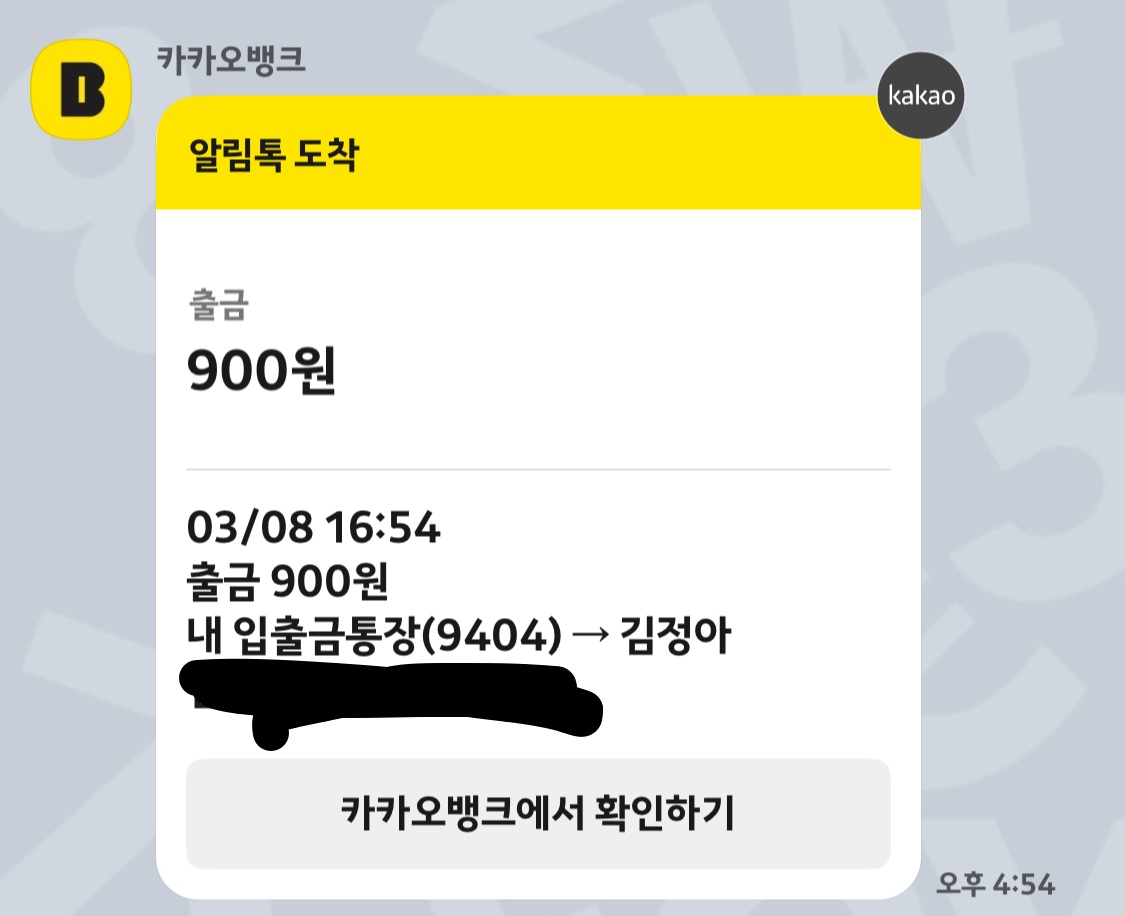 카카오뱅크
kakao
알림톡 도착
출금
900원
03/08 16:54
출금 900원
내 입출금통장(9404) → 김정아
카카오뱅크에서 확인하기
오후 4:54